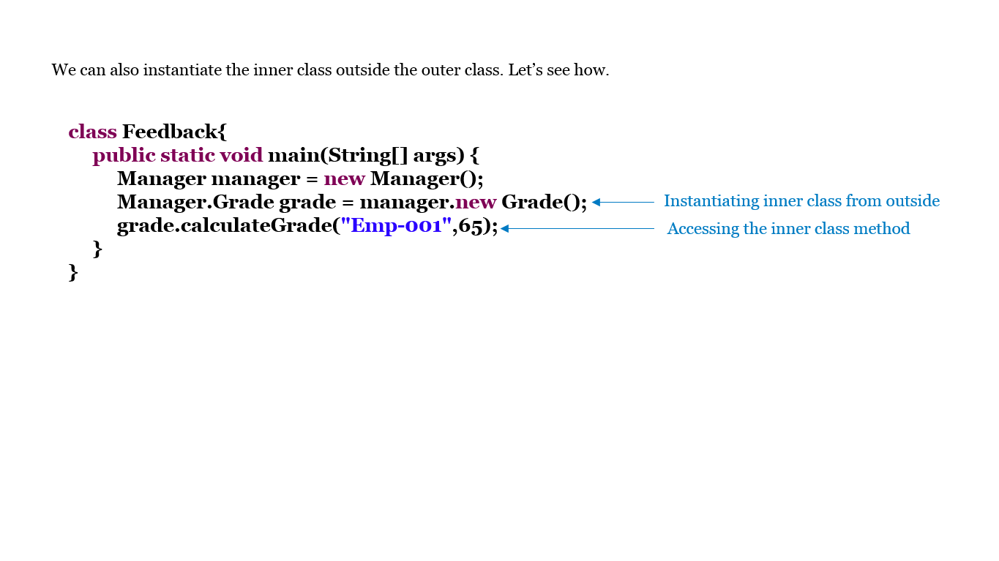 We can also instantiate the inner class outside the outer class. Let’s see how.
class Feedback{
public static void main(String[] args) {
Manager manager = new Manager();
Manager.Grade grade = manager.new Grade(); Instantiating inner class from outside
grade.calculateGrade("Emp-001",65); Accessing the inner class method
}
}